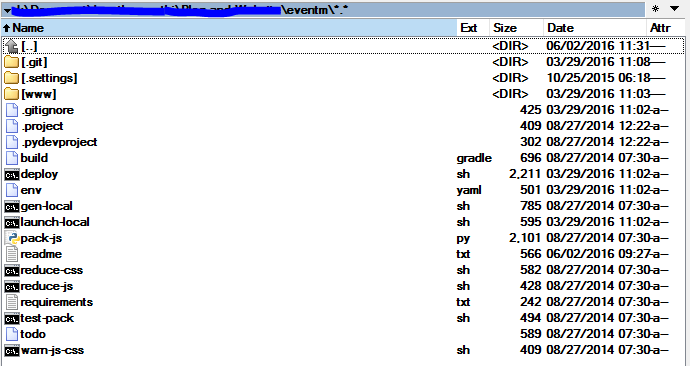 \eventm\*.* * ▼
Name Ext Size Date Attr
[..] <DIR> 06/02/2016 11:31 ----
[.git] <DIR> 03/29/2016 11:08 ----
[.settings] <DIR> 10/25/2015 06:18 ----
[www] <DIR> 03/29/2016 11:03 ----
.gitignore 425 03/29/2016 11:02 -a--
.project 409 08/27/2014 12:22 -a--
.pydevproject 302 08/27/2014 12:22 -a--
build gradle 696 08/27/2014 07:30 -a--
deploy sh 2,211 03/29/2016 11:02 -a--
env yaml 501 03/29/2016 11:02 -a--
gen-local sh 785 08/27/2014 07:30 -a--
launch-local sh 595 03/29/2016 11:02 -a--
pack-js py 2,101 08/27/2014 07:30 -a--
readme txt 566 06/02/2016 09:27 -a--
reduce-css sh 582 08/27/2014 07:30 -a--
reduce-js sh 428 08/27/2014 07:30 -a--
requirements txt 242 08/27/2014 07:30 -a--
test-pack sh 494 08/27/2014 07:30 -a--
todo 589 08/27/2014 07:30 -a--
warn-js-css sh 409 08/27/2014 07:30 -a--